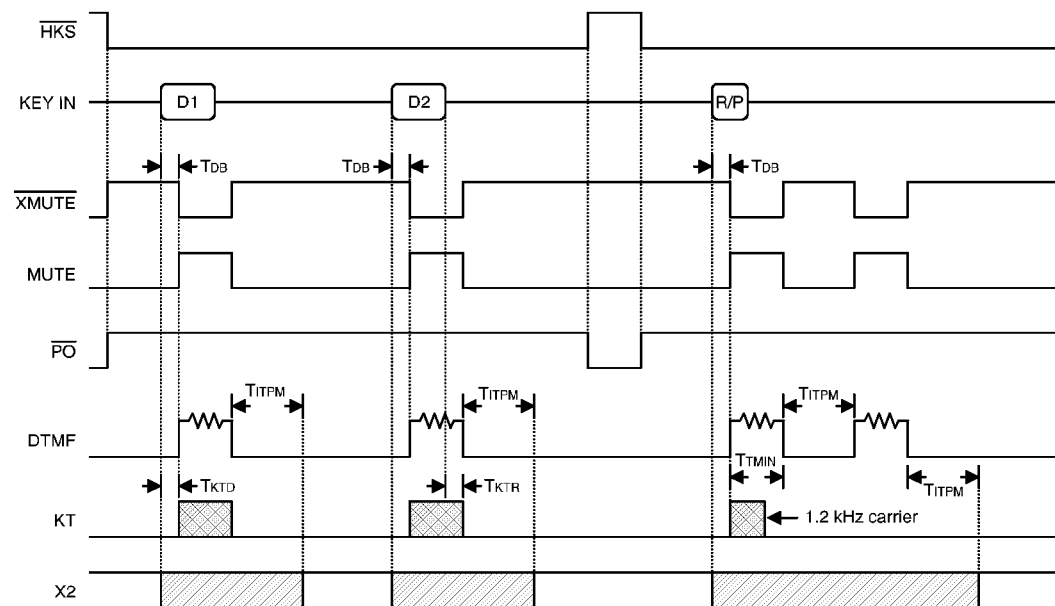 HKS
KEY IN D1 D2 R/P
TDB TDB TDB
XMUTE
MUTE
PO
TITPM TITPM TITPM
DTMF
TTMIN
TKTD TKTR TITPM
KT 1.2 kHz carrier
X2